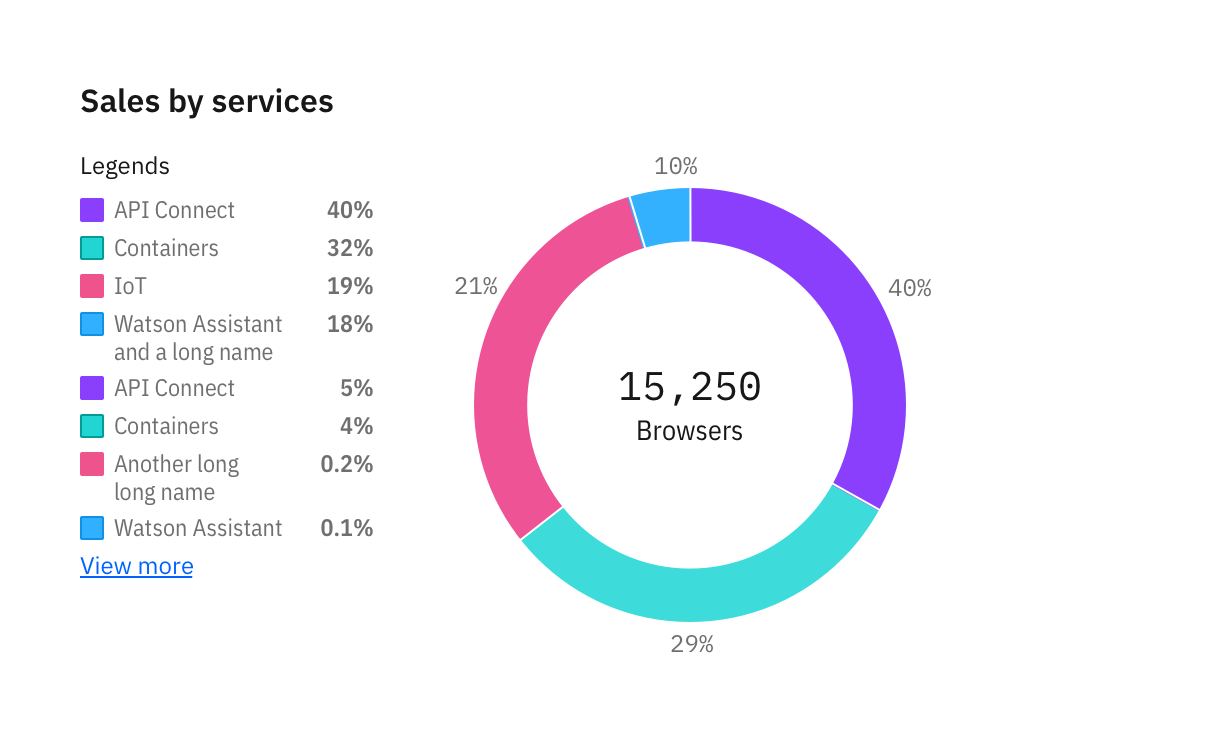 Sales by services
Legends
API Connect 40%
Containers 32%
IoT 19%
Watson Assistant 18%
and a long name
API Connect 5%
Containers 4%
Another long 0.2%
long name
Watson Assistant 0.1%
View more
10%
21%
40%
15,250
Browsers
29%